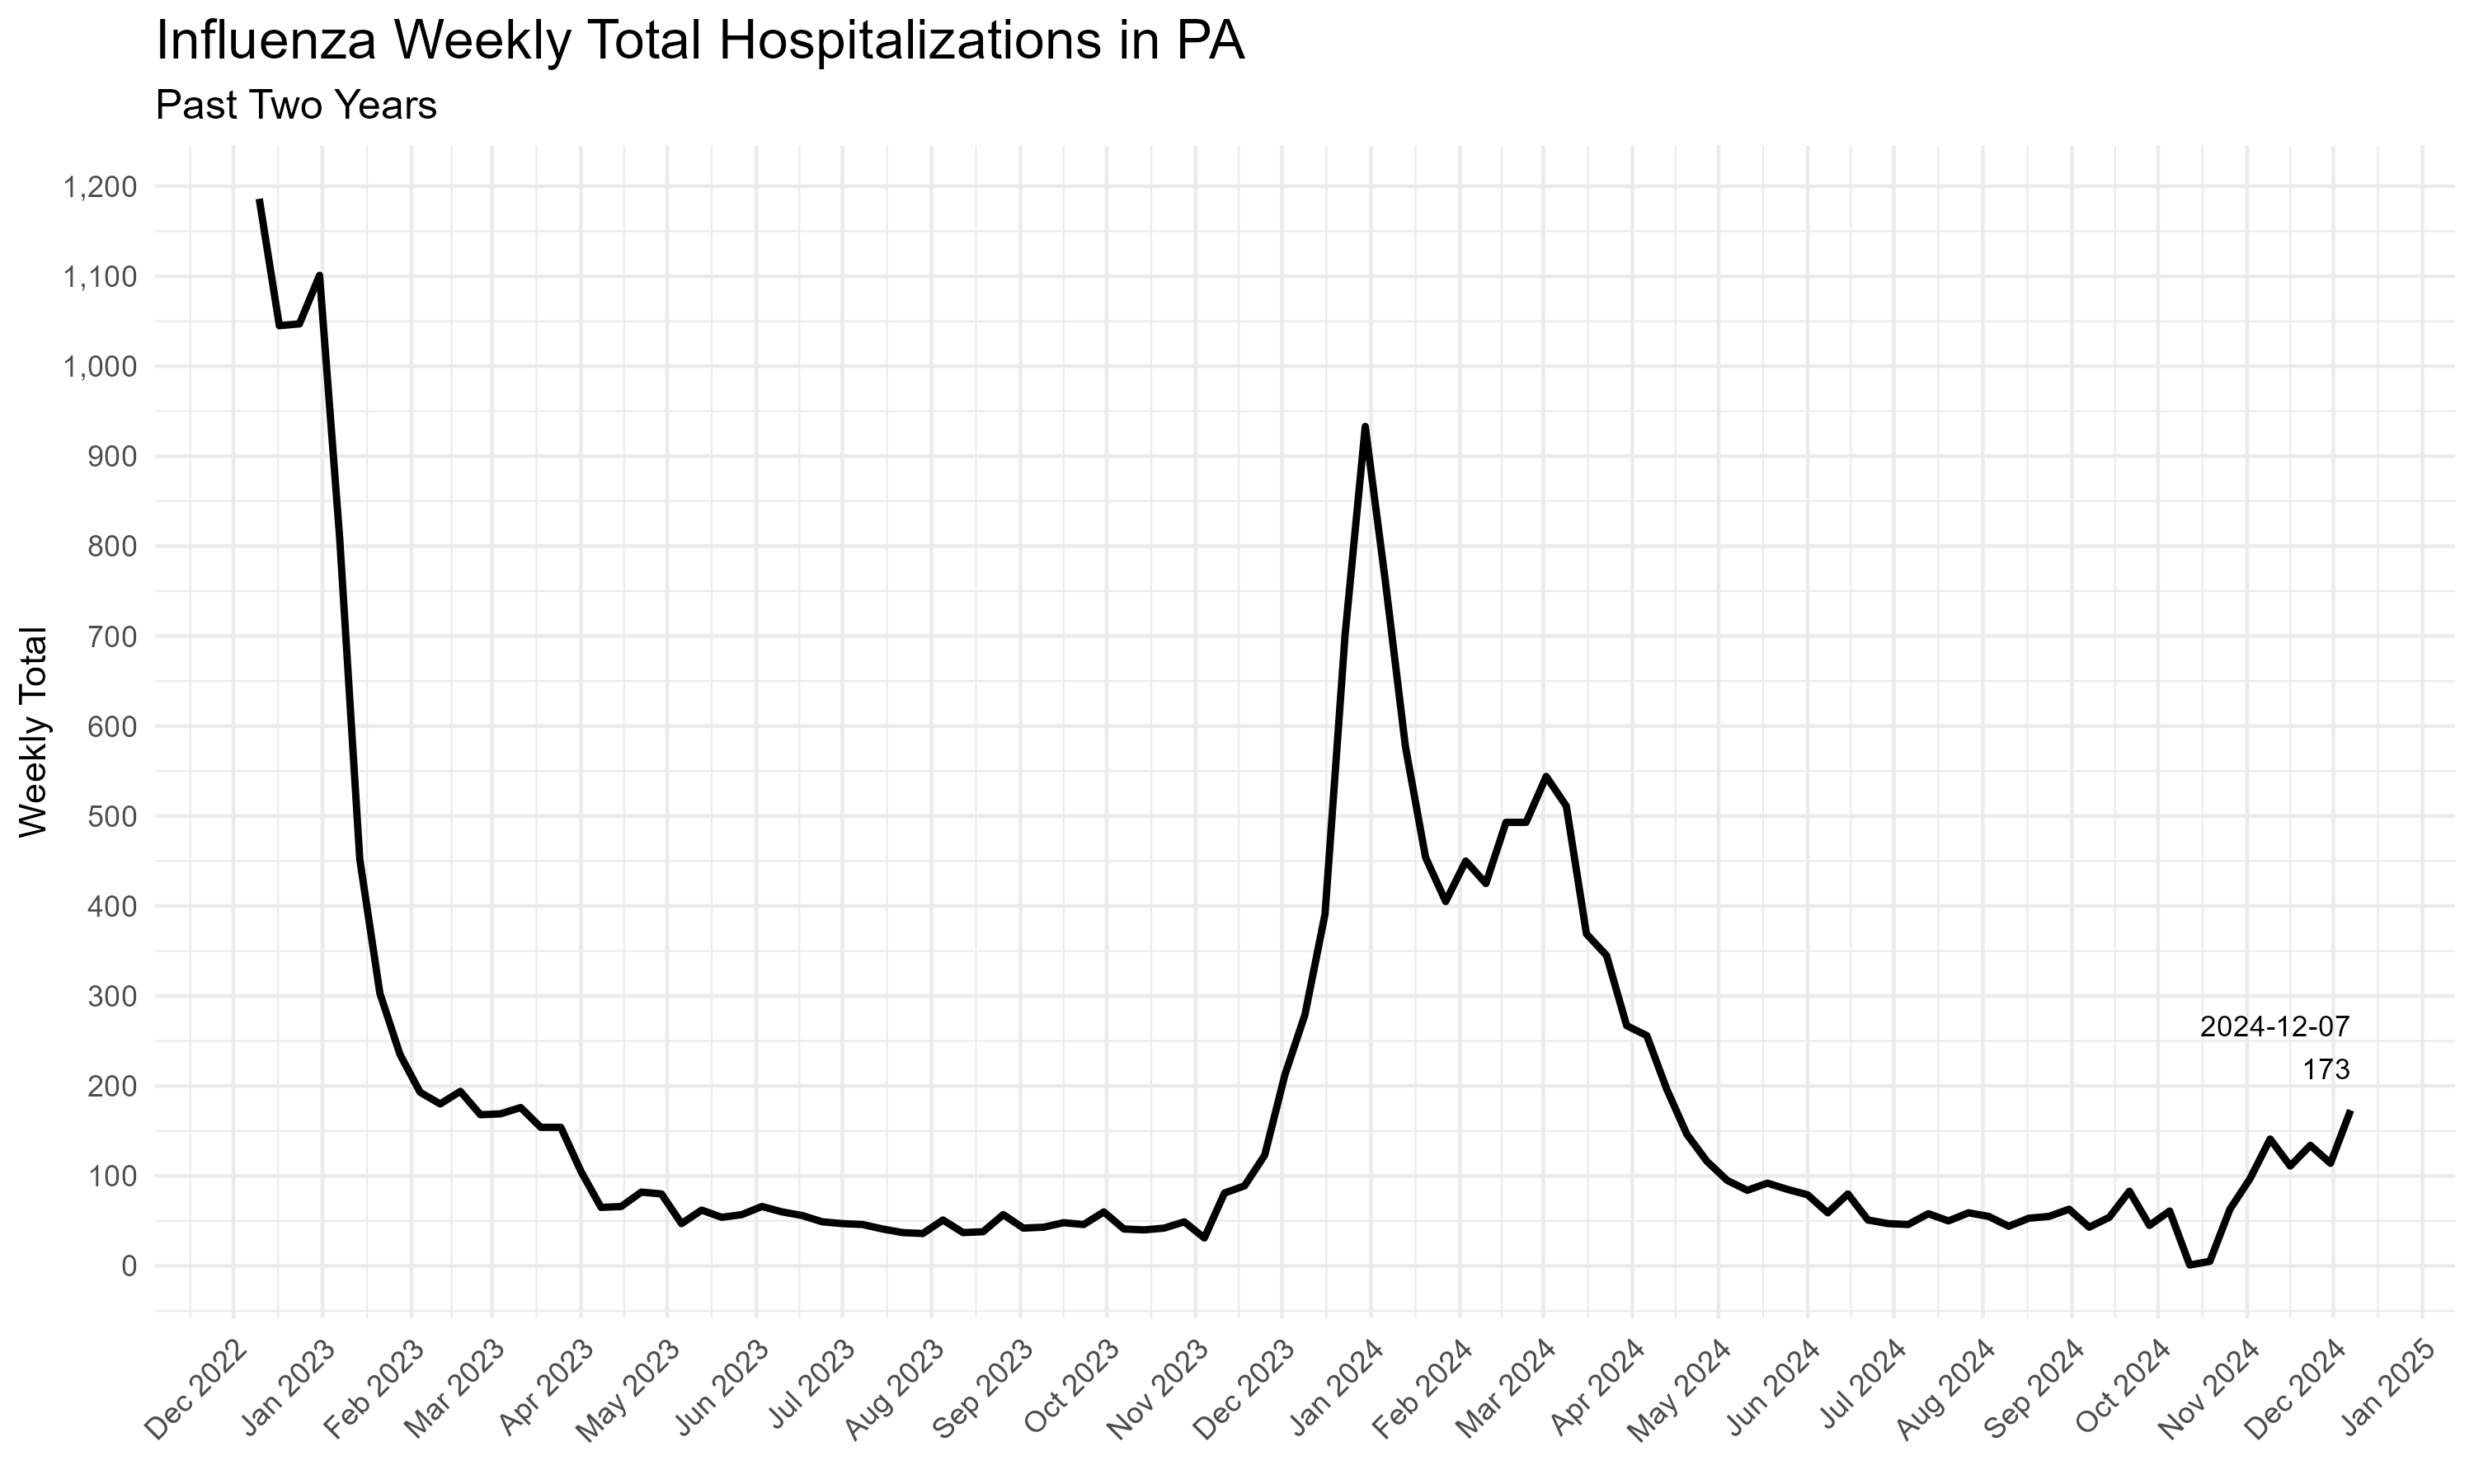 Influenza Weekly Total Hospitalizations in PA
Past Two Years
Weekly Total
1,200
1,100
1,000
900
800
700
600
500
400
300
200
100
0
2024-12-07
173
Dec 2022
Jan 2023
Feb 2023
Mar 2023
Apr 2023
May 2023
Jun 2023
Jul 2023
Aug 2023
Sep 2023
Oct 2023
Nov 2023
Dec 2023
Jan 2024
Feb 2024
Mar 2024
Apr 2024
May 2024
Jun 2024
Jul 2024
Aug 2024
Sep 2024
Oct 2024
Nov 2024
Dec 2024
Jan 2025